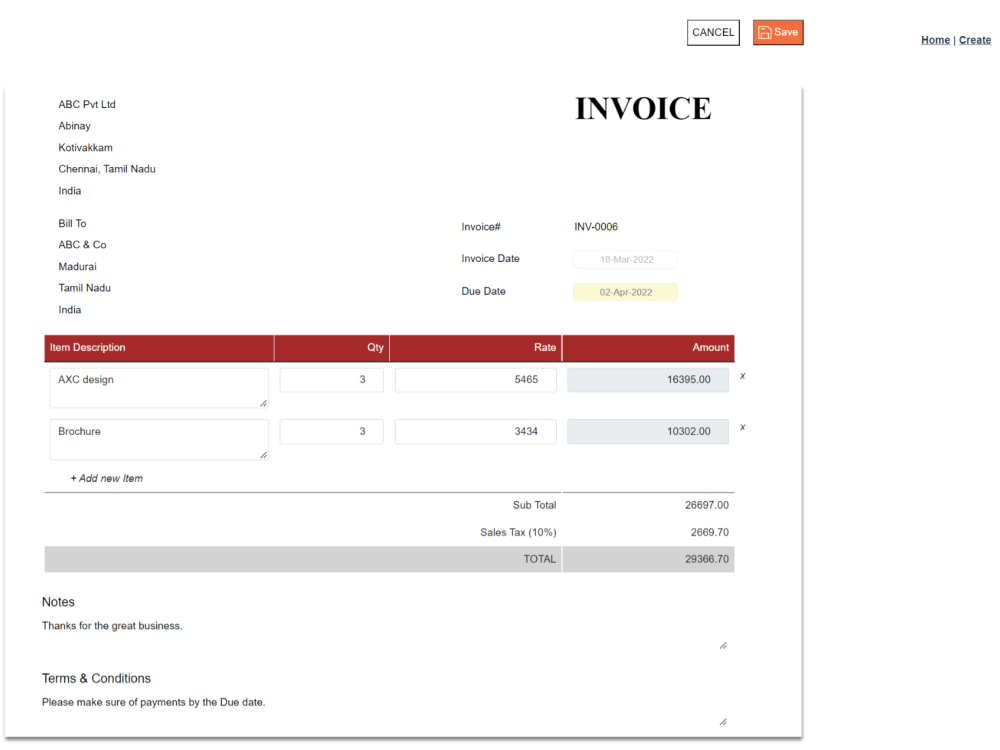 CANCEL Save
Home | Create
ABC Pvt Ltd
INVOICE
Abinay
Kotivakkam
Chennai, Tamil Nadu
India
Bill To
ABC & Co
Madurai
Tamil Nadu
India
Invoice# INV-0006
Invoice Date 18-Mar-2022
Due Date 02-Apr-2022
Item Description Qty Rate Amount
AXC design 3 5465 16395.00 x
Brochure 3 3434 10302.00 x
+ Add new Item
Sub Total 26697.00
Sales Tax (10%) 2669.70
TOTAL 29366.70
Notes
Thanks for the great business.
Terms & Conditions
Please make sure of payments by the Due date.